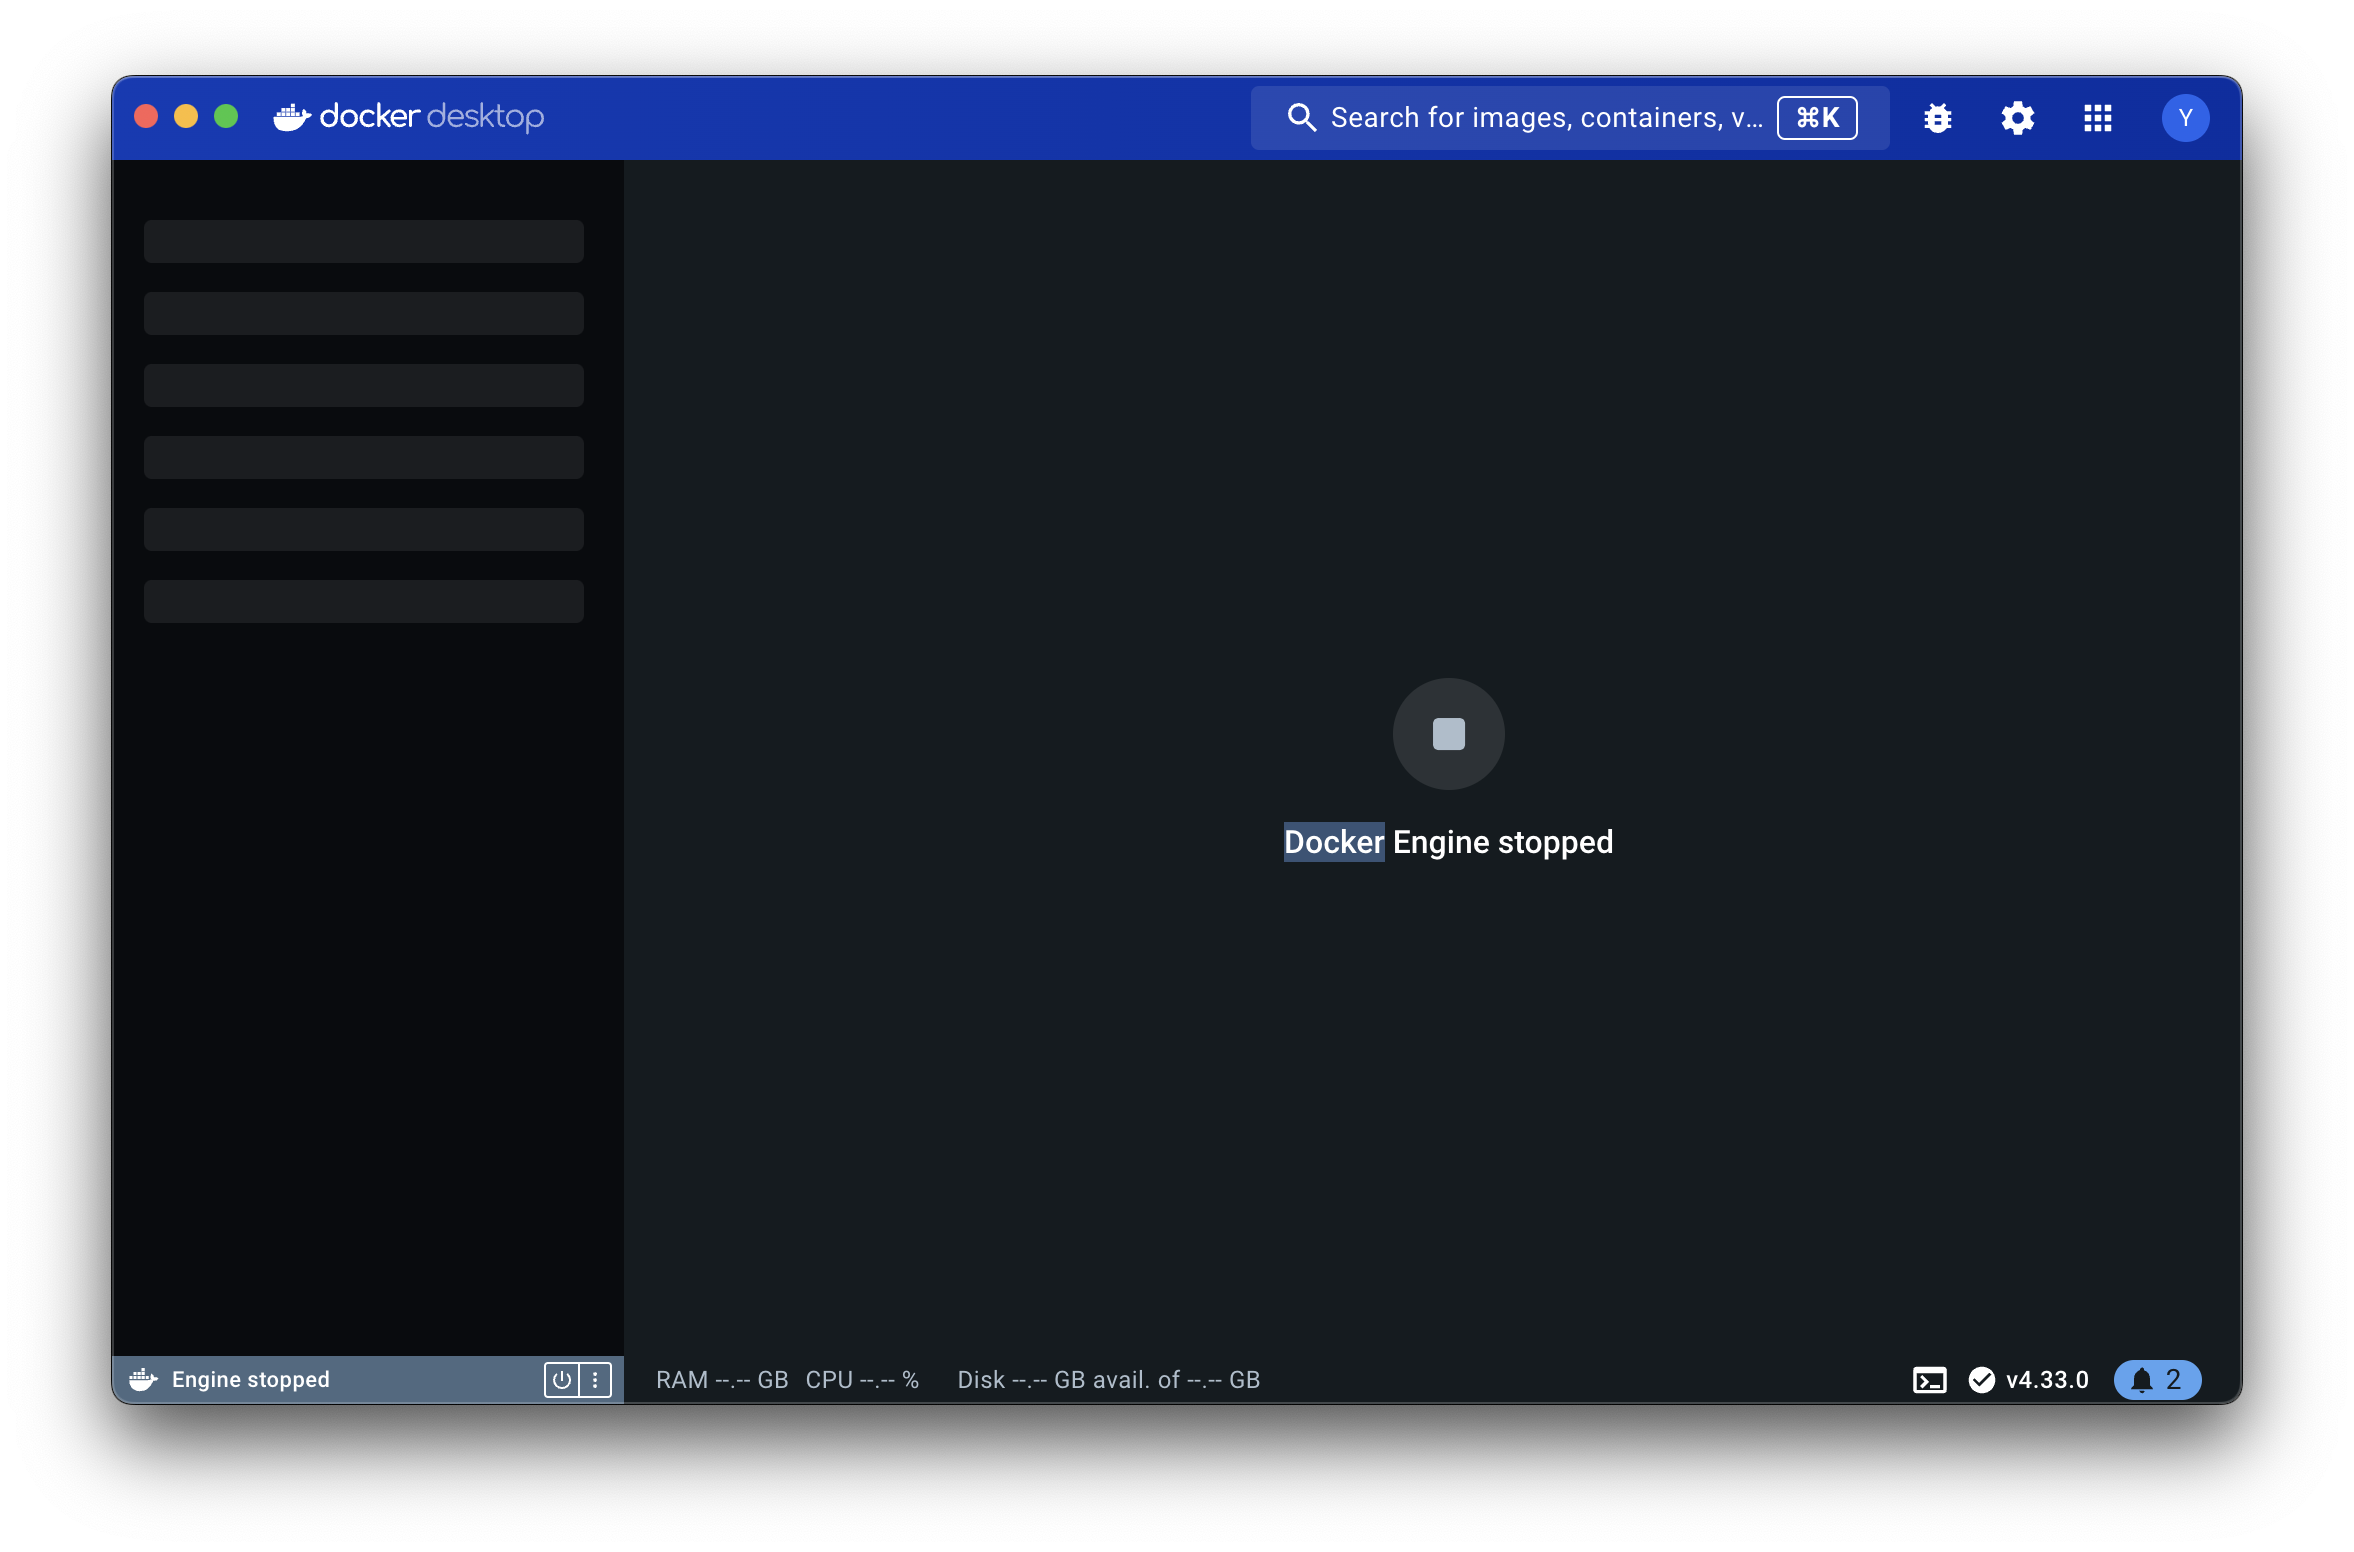 docker desktop
Search for images, containers, v... ⌘K
Y
Docker Engine stopped
Engine stopped
RAM --.-- GB CPU --.-- % Disk --.-- GB avail. of --.-- GB
v4.33.0
2